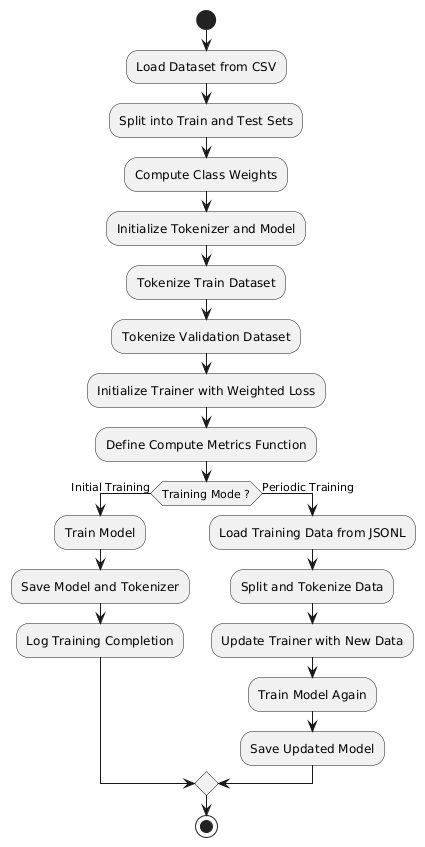 Load Dataset from CSV
Split into Train and Test Sets
Compute Class Weights
Initialize Tokenizer and Model
Tokenize Train Dataset
Tokenize Validation Dataset
Initialize Trainer with Weighted Loss
Define Compute Metrics Function
Training Mode ?
Initial Training
Train Model
Save Model and Tokenizer
Log Training Completion
Periodic Training
Load Training Data from JSONL
Split and Tokenize Data
Update Trainer with New Data
Train Model Again
Save Updated Model